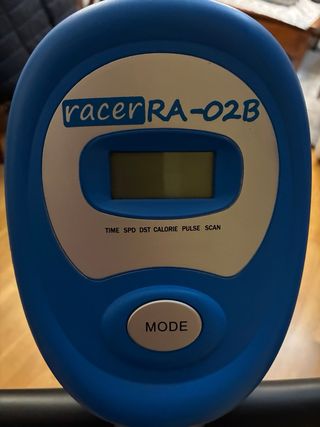 racer RA-02B
TIME SPD DST CALORIE PULSE SCAN
MODE